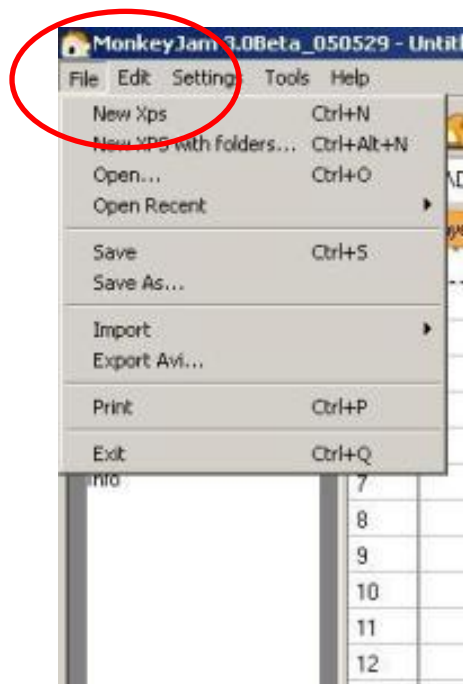 MonkeyJam 3.0Beta_050529 - Untitl
File Edit Settings Tools Help
New Xps Ctrl+N
New XPS with folders... Ctrl+Alt+N
Open... Ctrl+O
Open Recent
Save Ctrl+S
Save As...
Import
Export Avi...
Print Ctrl+P
Exit Ctrl+Q
Info
7
8
9
10
11
12